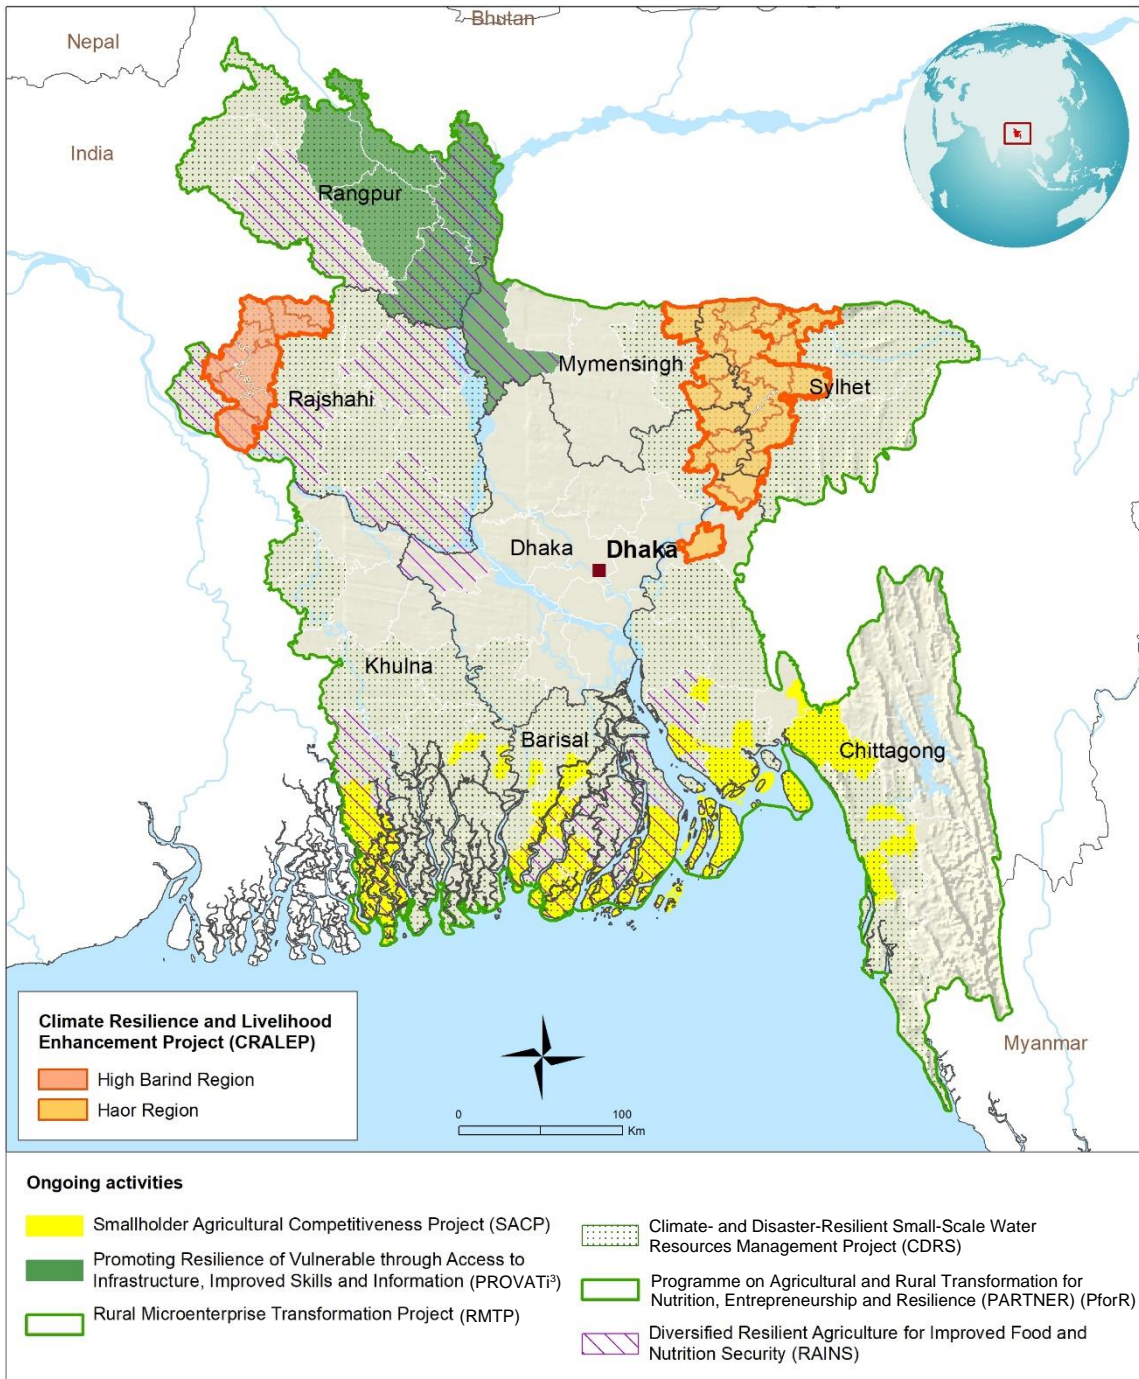 Bhutan
Nepal
India
Rangpur
Mymensingh
Sylhet
Rajshahi
Dhaka
Dhaka
Khulna
Barisal
Chittagong
Myanmar
Climate Resilience and Livelihood
Enhancement Project (CRALEP)
High Barind Region
Haor Region
0 100
Km
Ongoing activities
Smallholder Agricultural Competitiveness Project (SACP)
Promoting Resilience of Vulnerable through Access to
Infrastructure, Improved Skills and Information (PROVATi³)
Rural Microenterprise Transformation Project (RMTP)
Climate- and Disaster-Resilient Small-Scale Water
Resources Management Project (CDRS)
Programme on Agricultural and Rural Transformation for
Nutrition, Entrepreneurship and Resilience (PARTNER) (PforR)
Diversified Resilient Agriculture for Improved Food and
Nutrition Security (RAINS)